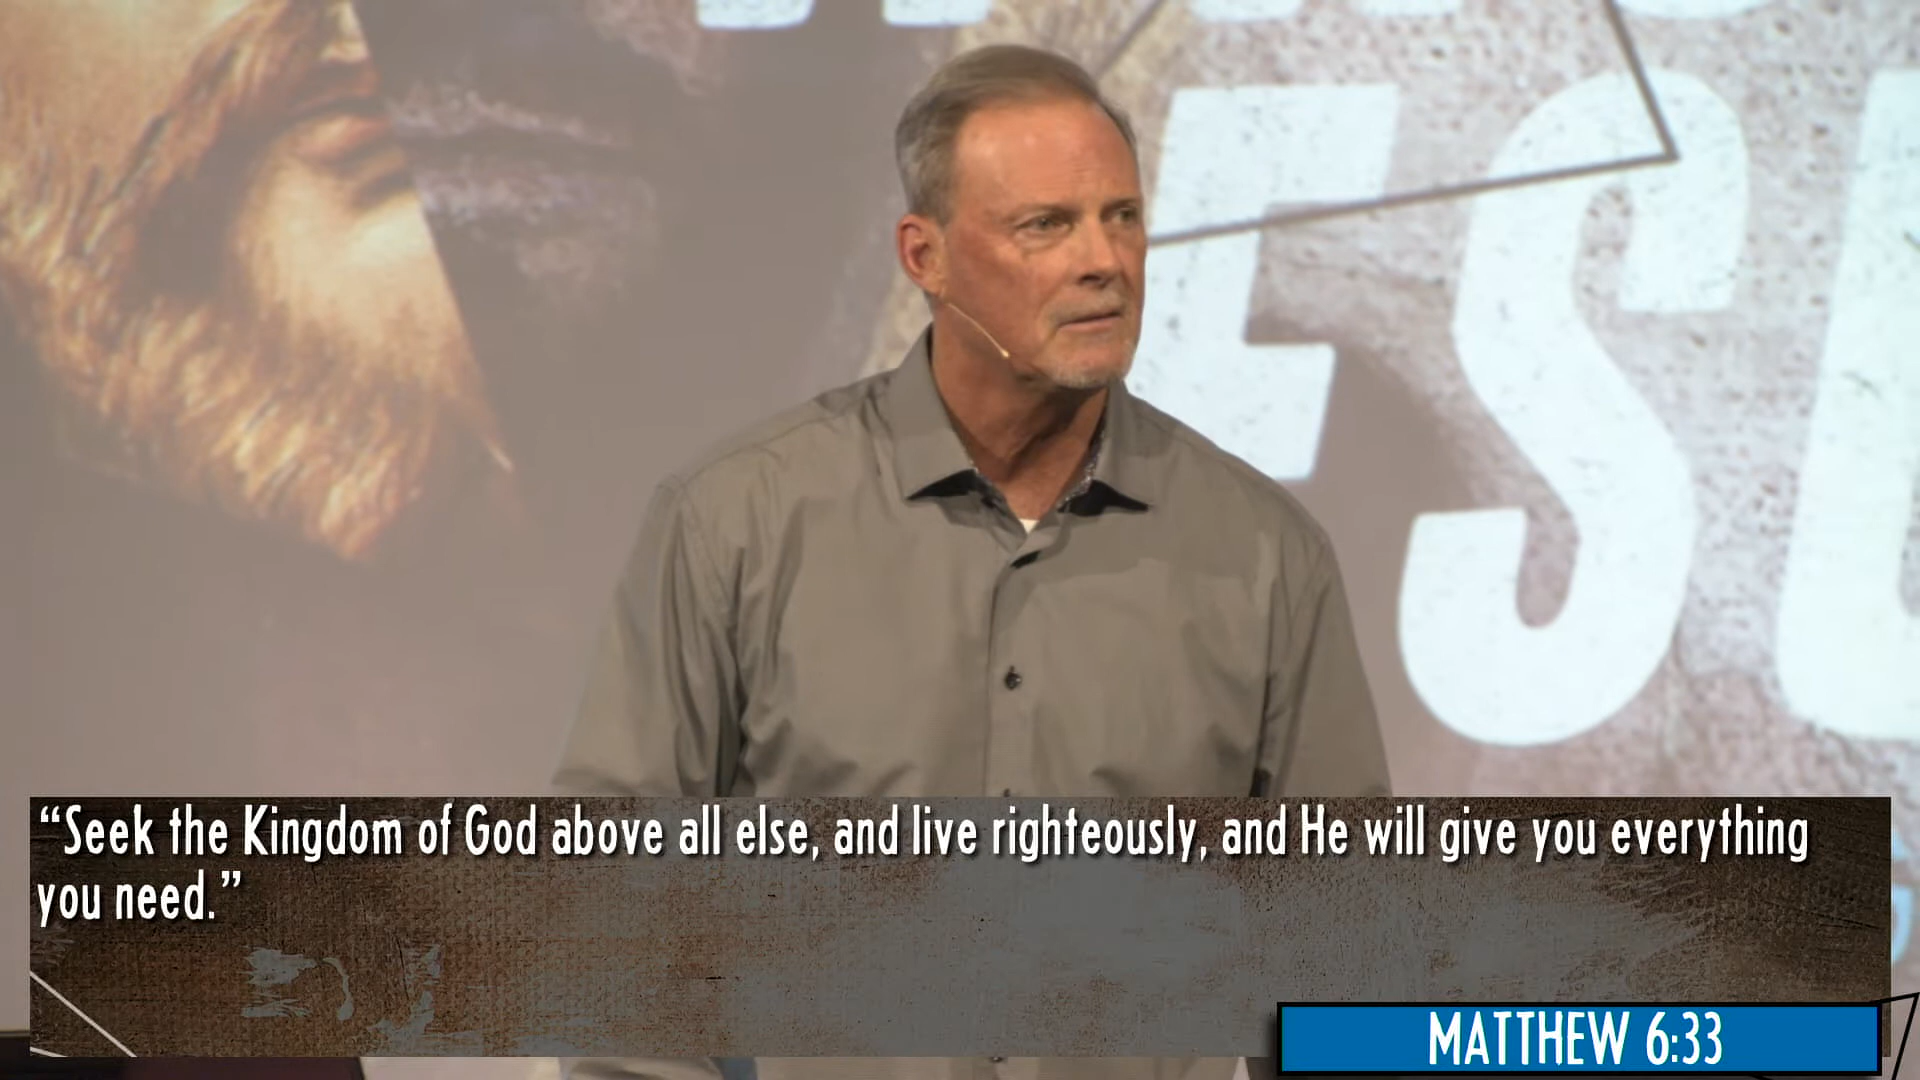 ESU
“Seek the Kingdom of God above all else, and live righteously, and He will give you everything
you need.”
MATTHEW 6:33